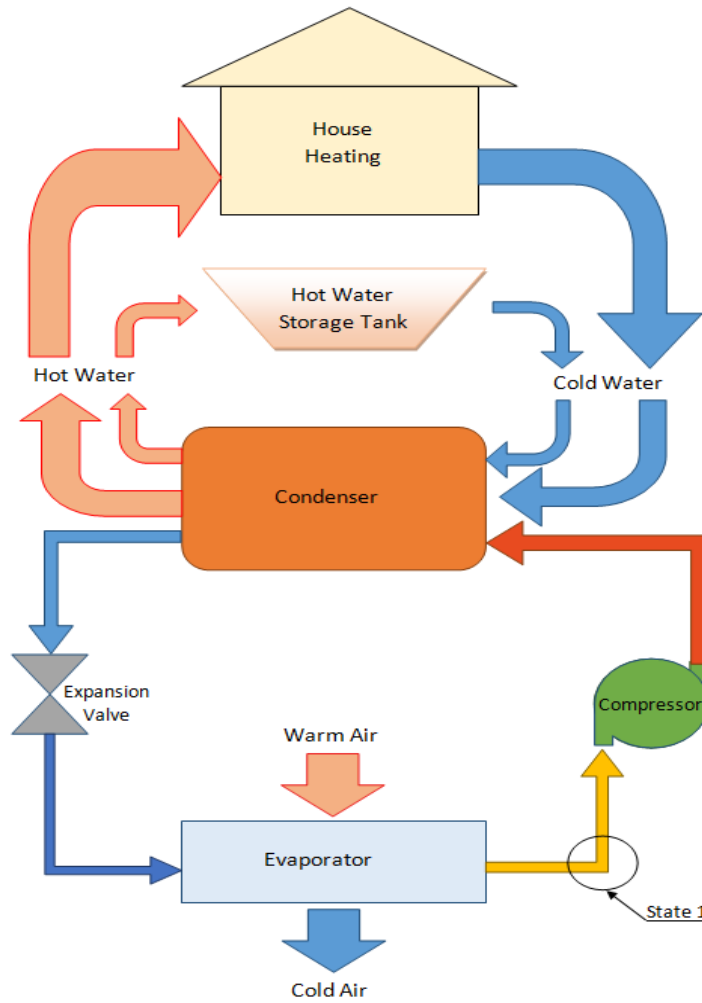 House
Heating
Hot Water
Storage Tank
Hot Water
Cold Water
Condenser
Expansion
Valve
Compressor
Warm Air
Evaporator
State 1
Cold Air